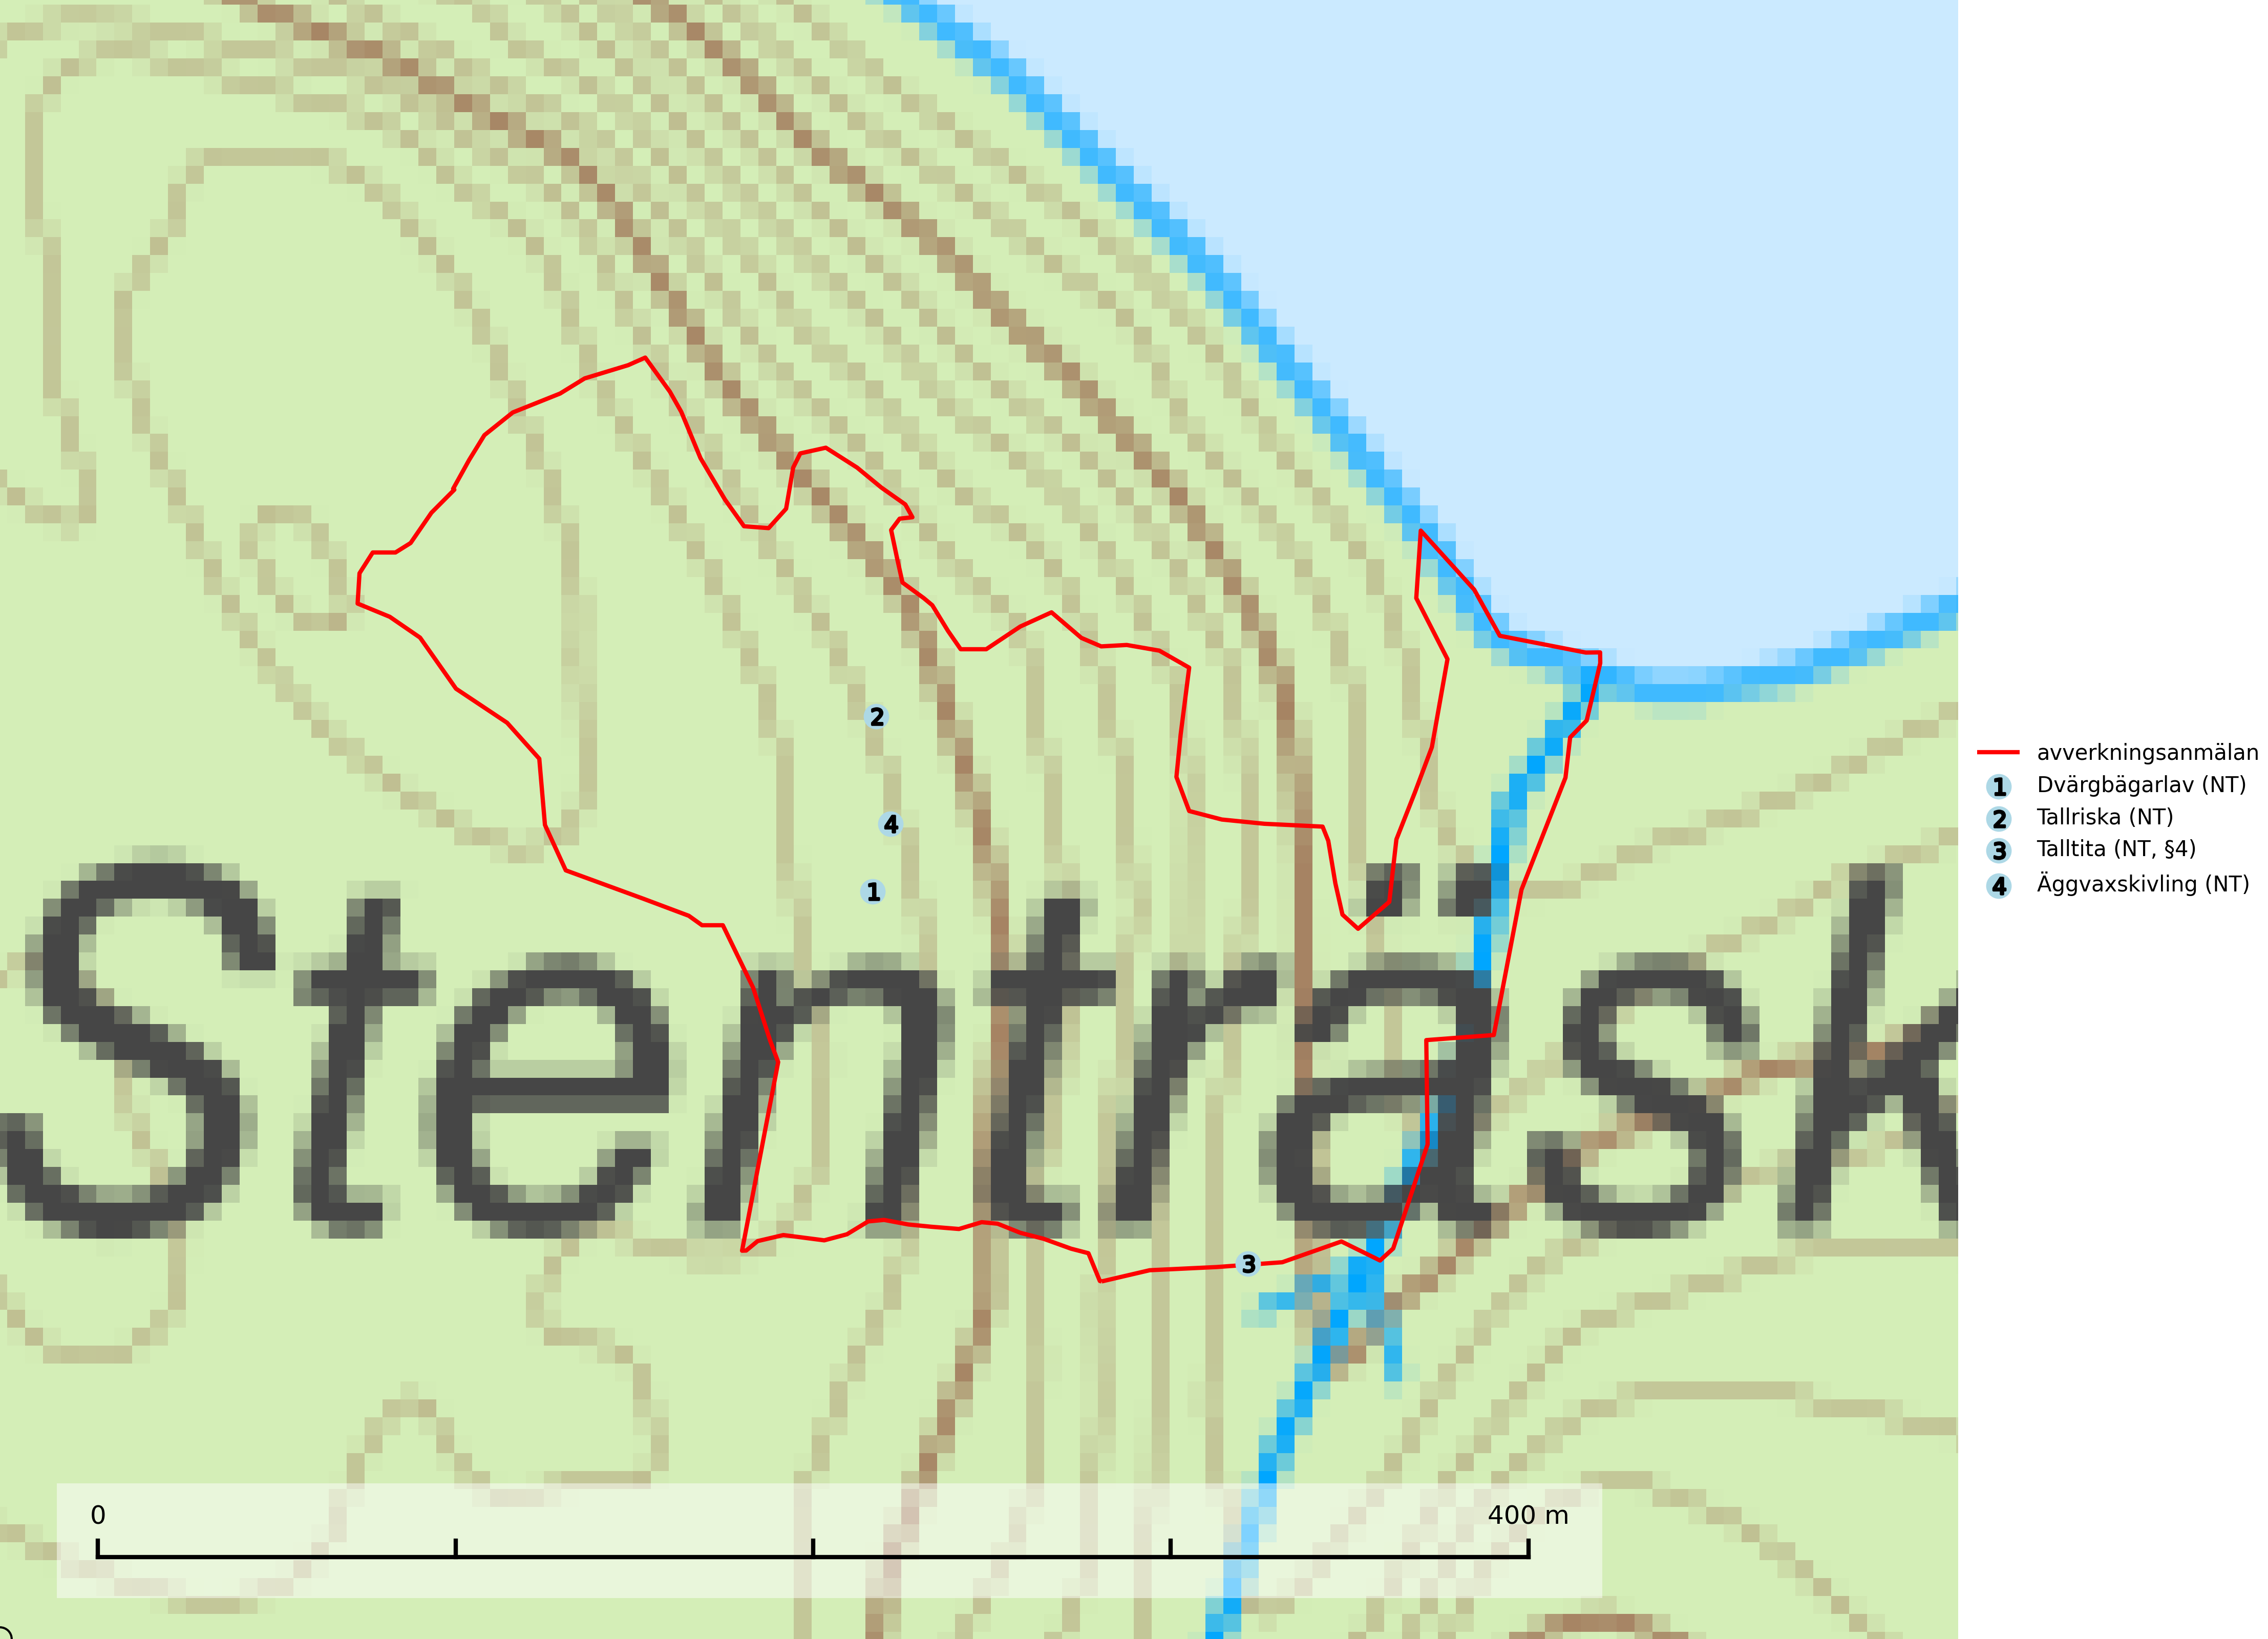 2
4
1
Stenträsk
3
0 400 m
avverkningsanmälan
1 Dvärgbägarlav (NT)
2 Tallriska (NT)
3 Talltita (NT, §4)
4 Äggvaxskivling (NT)